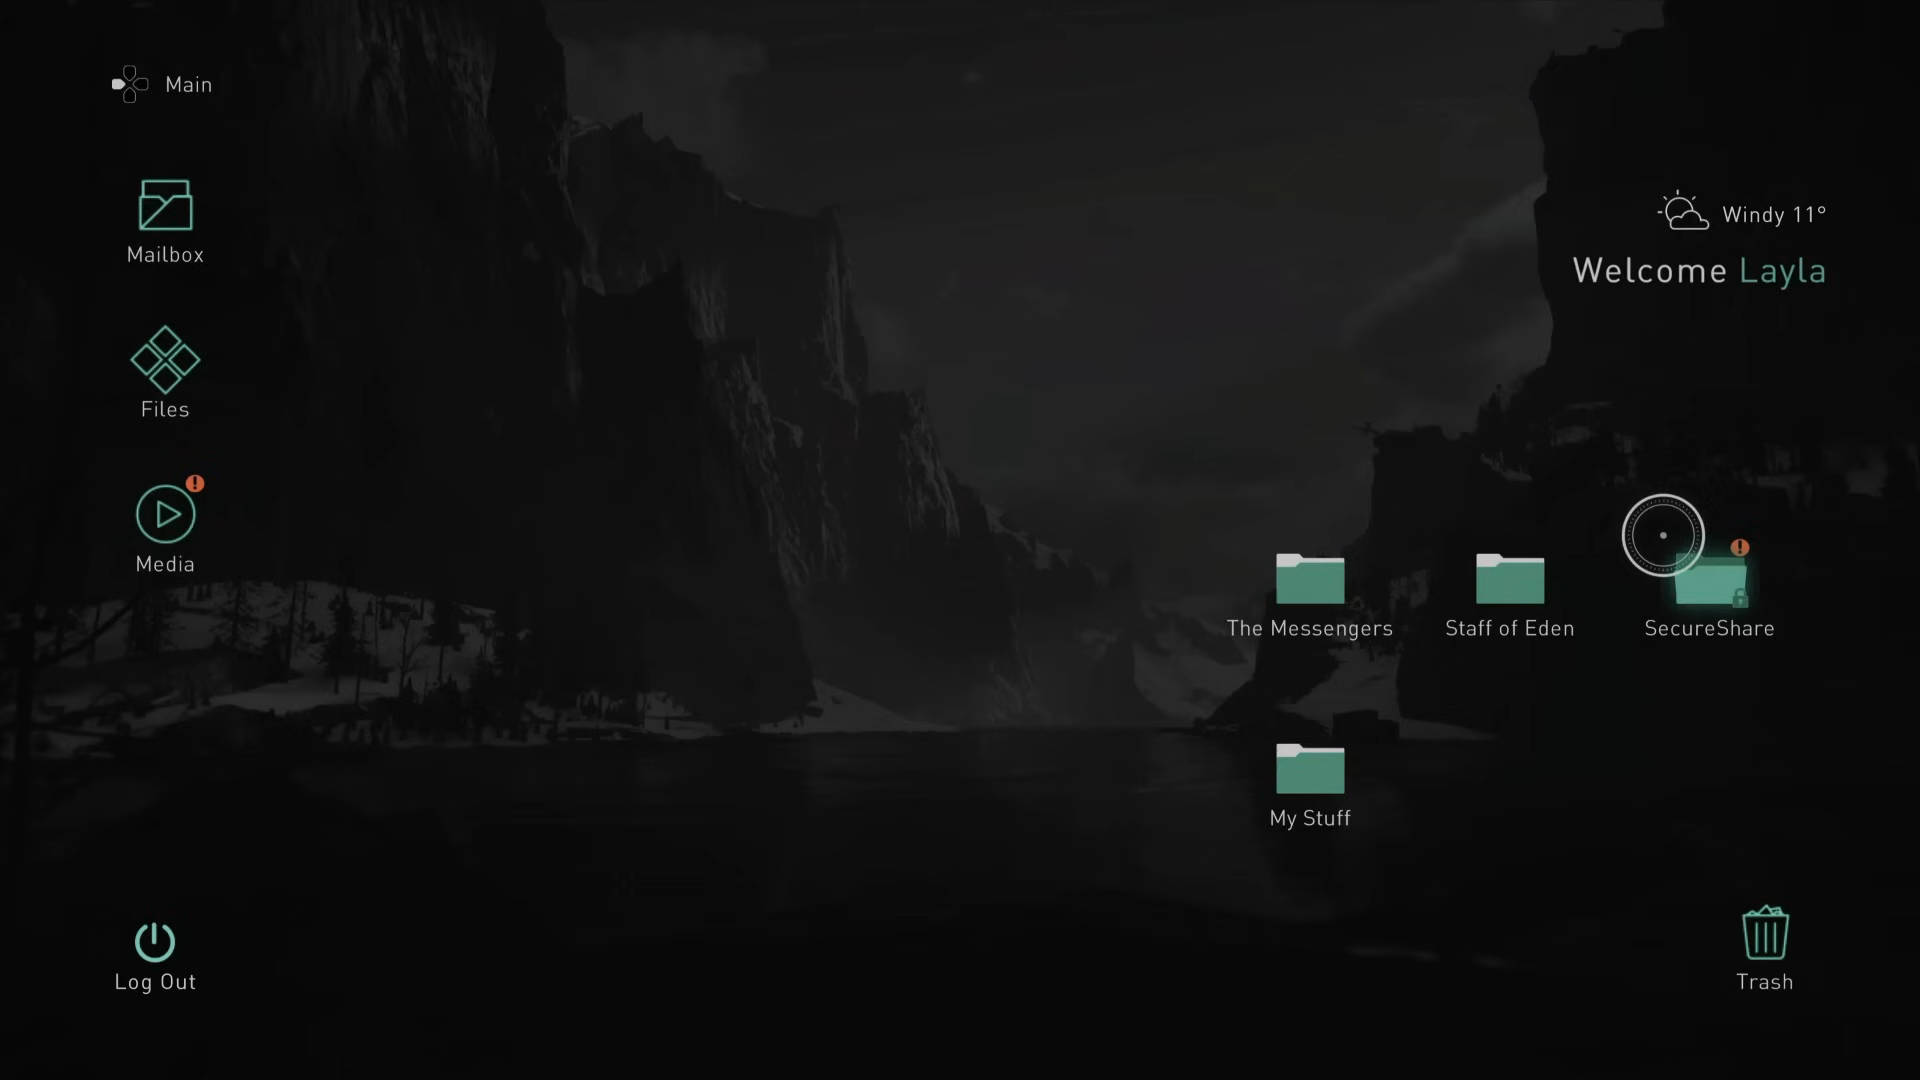 Main
Windy 11°
Welcome Layla
Mailbox
Files
Media
The Messengers
Staff of Eden
SecureShare
My Stuff
Log Out
Trash